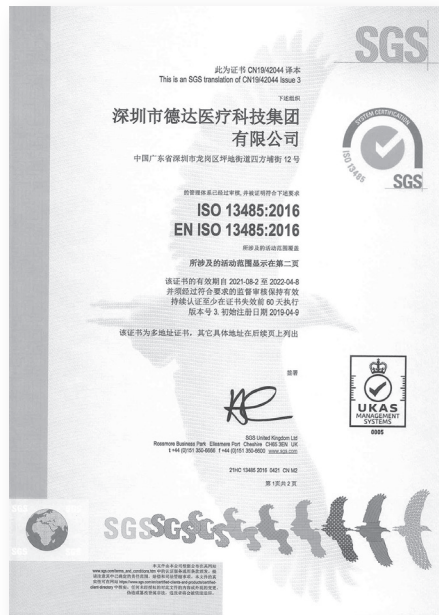 SGS
此为证书 CN19/42044 译本
This is an SGS translation of CN19/42044 Issue 3
下述组织
深圳市德达医疗科技集团
有限公司
中国广东省深圳市龙岗区坪地街道四方埔街 12 号
SYSTEM CERTIFICATION
ISO 13485
SGS
的管理体系已经过审核, 并被证明符合下述要求
ISO 13485:2016
EN ISO 13485:2016
所涉及的活动范围覆盖
所涉及的活动范围显示在第二页
该证书的有效期自 2021-08-2 至 2022-04-8
并须经过符合要求的监督审核保持有效
持续认证至少在证书失效前 60 天执行
版本号 3. 初始注册日期 2019-04-9
该证书为多地址证书，其它具体地址在后续页上列出
签署
SGS United Kingdom Ltd
Rossmore Business Park Ellesmere Port Cheshire CH65 3EN UK
t +44 (0)151 350-6666 f +44 (0)151 350-6600 www.sgs.com
21HC 13485 2016 0421 CN M2
第 1页共 2 页
UKAS
MANAGEMENT
SYSTEMS
0005
SGS SGS
SGS SGS
SGSSGSGSGS